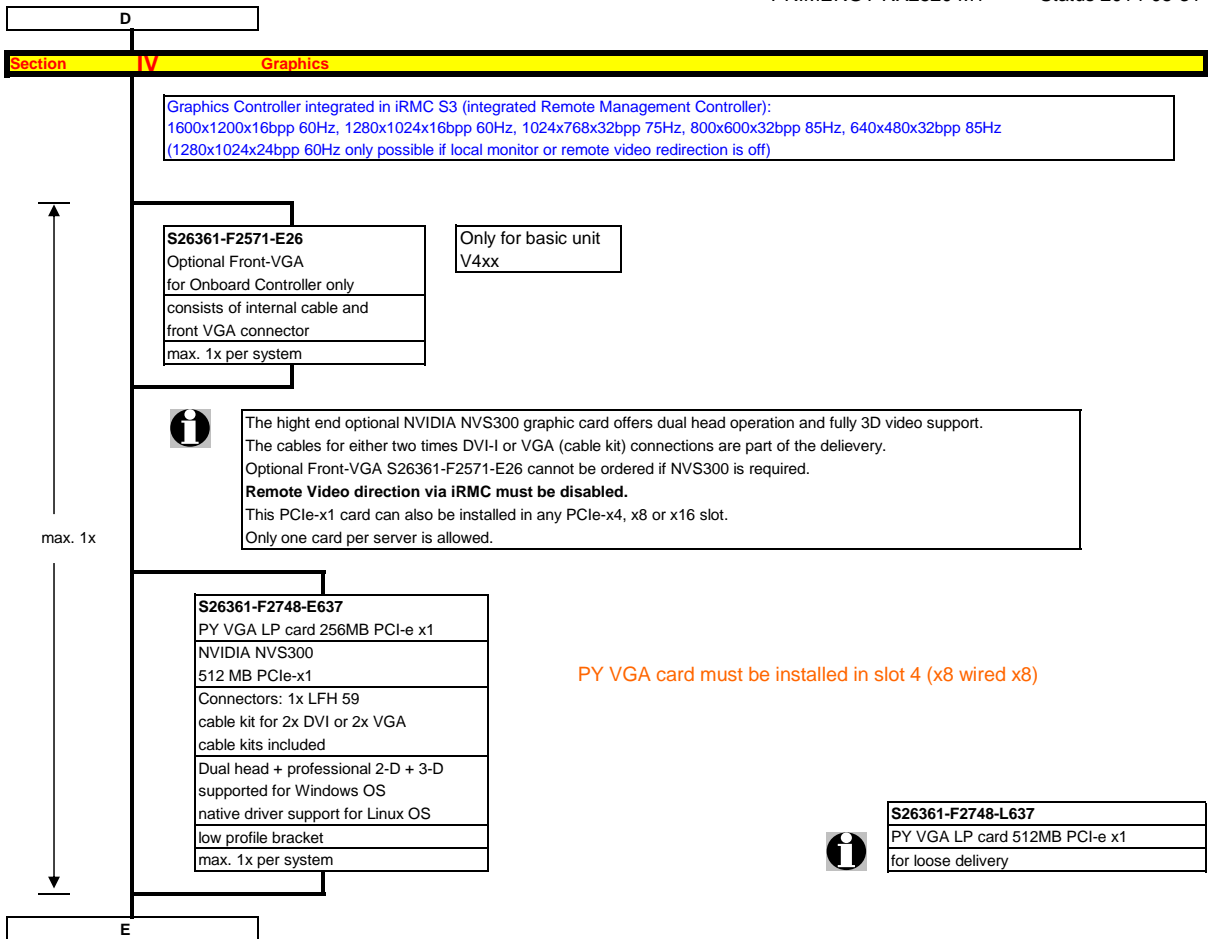 D
Section IV Graphics
Graphics Controller integrated in iRMC S3 (integrated Remote Management Controller):
1600x1200x16bpp 60Hz, 1280x1024x16bpp 60Hz, 1024x768x32bpp 75Hz, 800x600x32bpp 85Hz, 640x480x32bpp 85Hz
(1280x1024x24bpp 60Hz only possible if local monitor or remote video redirection is off)
S26361-F2571-E26
Optional Front-VGA
for Onboard Controller only
consists of internal cable and
front VGA connector
max. 1x per system
Only for basic unit
V4xx
The hight end optional NVIDIA NVS300 graphic card offers dual head operation and fully 3D video support.
The cables for either two times DVI-I or VGA (cable kit) connections are part of the delievery.
Optional Front-VGA S26361-F2571-E26 cannot be ordered if NVS300 is required.
Remote Video direction via iRMC must be disabled.
This PCIe-x1 card can also be installed in any PCIe-x4, x8 or x16 slot.
Only one card per server is allowed.
max. 1x
S26361-F2748-E637
PY VGA LP card 256MB PCI-e x1
NVIDIA NVS300
512 MB PCIe-x1
Connectors: 1x LFH 59
cable kit for 2x DVI or 2x VGA
cable kits included
Dual head + professional 2-D + 3-D
supported for Windows OS
native driver support for Linux OS
low profile bracket
max. 1x per system
PY VGA card must be installed in slot 4 (x8 wired x8)
S26361-F2748-L637
PY VGA LP card 512MB PCI-e x1
for loose delivery
E